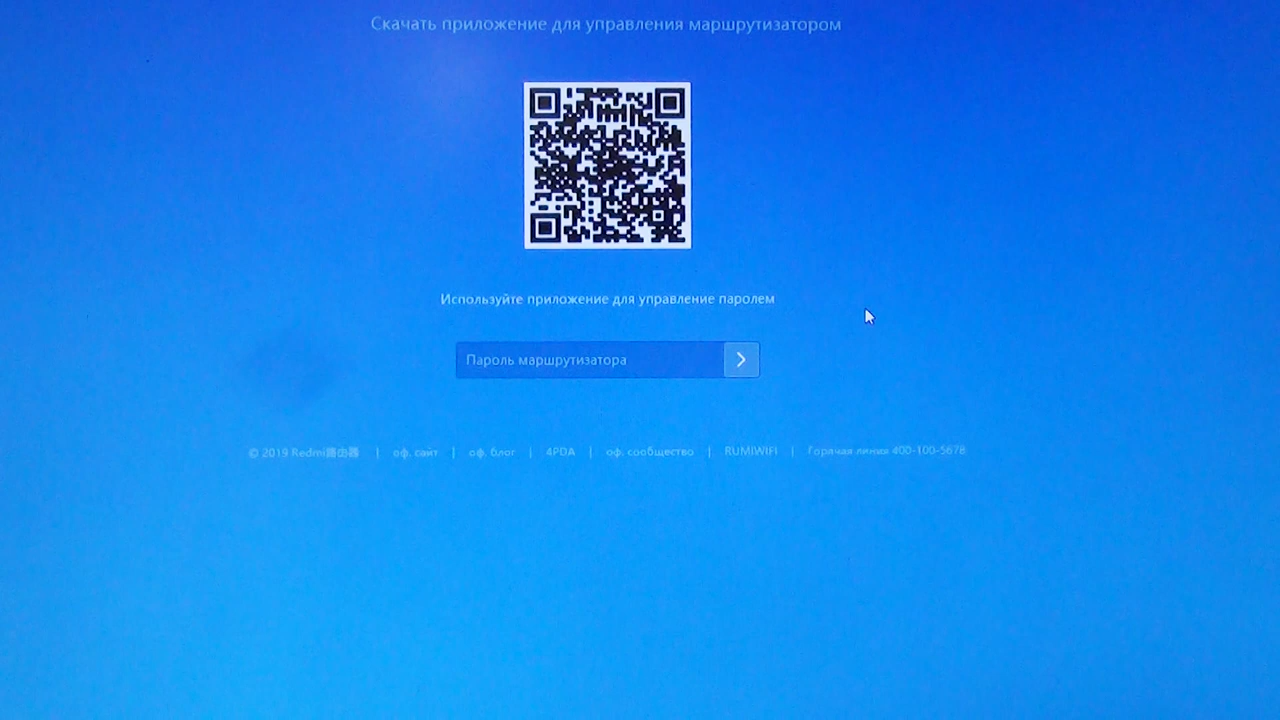 Скачать приложение для управления маршрутизатором
Используйте приложение для управление паролем
Пароль маршрутизатора
© 2019 Redmi路由器 | оф. сайт | оф. блог | 4PDA | оф. сообщество | RUMIWIFI | Горячая линия 400-100-5678